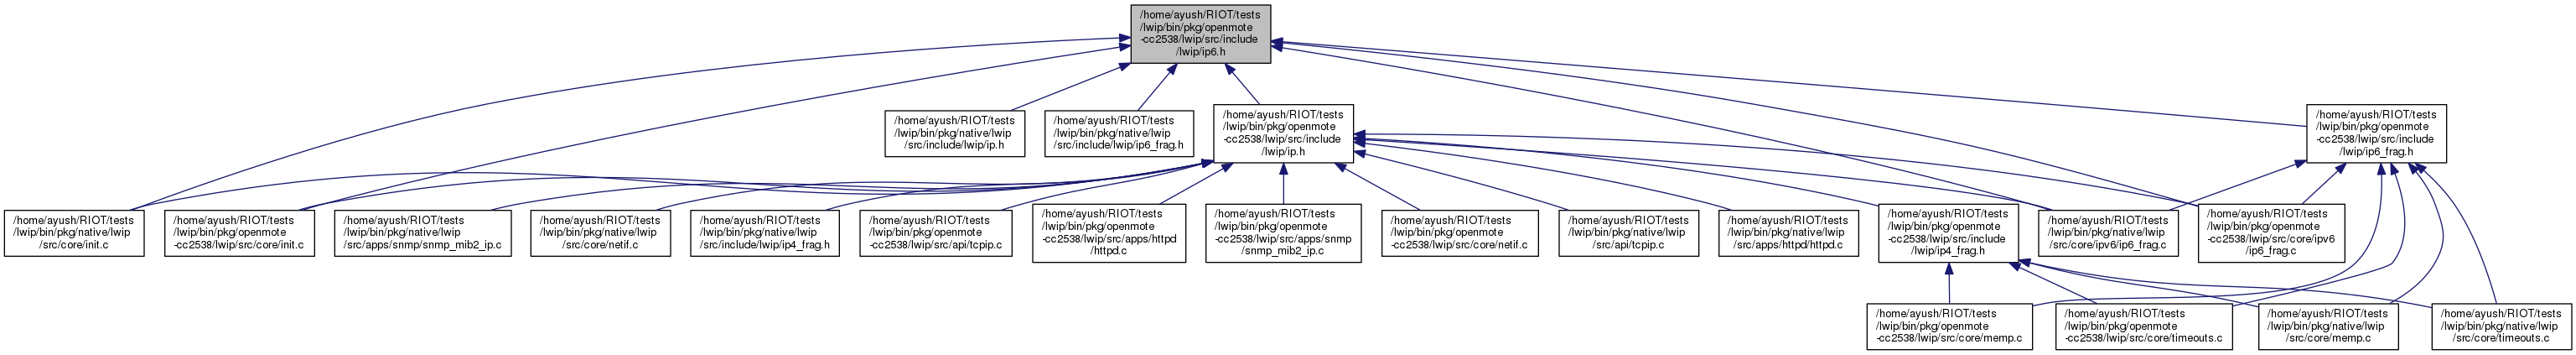 /home/ayush/RIOT/tests
/lwip/bin/pkg/openmote
-cc2538/lwip/src/include
/lwip/ip6.h
/home/ayush/RIOT/tests
/lwip/bin/pkg/native/lwip
/src/include/lwip/ip.h
/home/ayush/RIOT/tests
/lwip/bin/pkg/native/lwip
/src/include/lwip/ip6_frag.h
/home/ayush/RIOT/tests
/lwip/bin/pkg/openmote
-cc2538/lwip/src/include
/lwip/ip.h
/home/ayush/RIOT/tests
/lwip/bin/pkg/openmote
-cc2538/lwip/src/include
/lwip/ip6_frag.h
/home/ayush/RIOT/tests
/lwip/bin/pkg/native/lwip
/src/core/init.c
/home/ayush/RIOT/tests
/lwip/bin/pkg/openmote
-cc2538/lwip/src/core/init.c
/home/ayush/RIOT/tests
/lwip/bin/pkg/native/lwip
/src/apps/snmp/snmp_mib2_ip.c
/home/ayush/RIOT/tests
/lwip/bin/pkg/native/lwip
/src/core/netif.c
/home/ayush/RIOT/tests
/lwip/bin/pkg/native/lwip
/src/include/lwip/ip4_frag.h
/home/ayush/RIOT/tests
/lwip/bin/pkg/openmote
-cc2538/lwip/src/api/tcpip.c
/home/ayush/RIOT/tests
/lwip/bin/pkg/openmote
-cc2538/lwip/src/apps/httpd
/httpd.c
/home/ayush/RIOT/tests
/lwip/bin/pkg/openmote
-cc2538/lwip/src/apps/snmp
/snmp_mib2_ip.c
/home/ayush/RIOT/tests
/lwip/bin/pkg/openmote
-cc2538/lwip/src/core/netif.c
/home/ayush/RIOT/tests
/lwip/bin/pkg/native/lwip
/src/api/tcpip.c
/home/ayush/RIOT/tests
/lwip/bin/pkg/native/lwip
/src/apps/httpd/httpd.c
/home/ayush/RIOT/tests
/lwip/bin/pkg/openmote
-cc2538/lwip/src/include
/lwip/ip4_frag.h
/home/ayush/RIOT/tests
/lwip/bin/pkg/native/lwip
/src/core/ipv6/ip6_frag.c
/home/ayush/RIOT/tests
/lwip/bin/pkg/openmote
-cc2538/lwip/src/core/ipv6
/ip6_frag.c
/home/ayush/RIOT/tests
/lwip/bin/pkg/openmote
-cc2538/lwip/src/core/memp.c
/home/ayush/RIOT/tests
/lwip/bin/pkg/openmote
-cc2538/lwip/src/core/timeouts.c
/home/ayush/RIOT/tests
/lwip/bin/pkg/native/lwip
/src/core/memp.c
/home/ayush/RIOT/tests
/lwip/bin/pkg/native/lwip
/src/core/timeouts.c